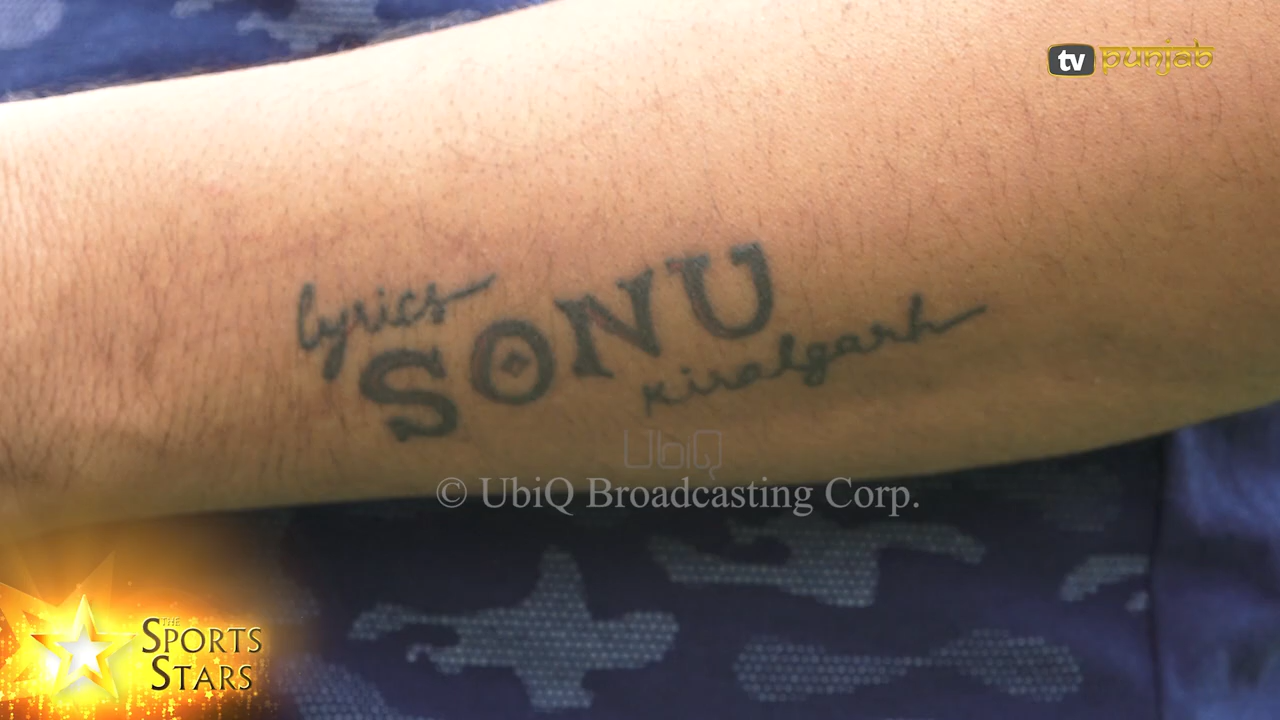 tv punjab
lyrics
SONU
Kiralgarh
UbiQ
© UbiQ Broadcasting Corp.
THE
SPORTS
STARS